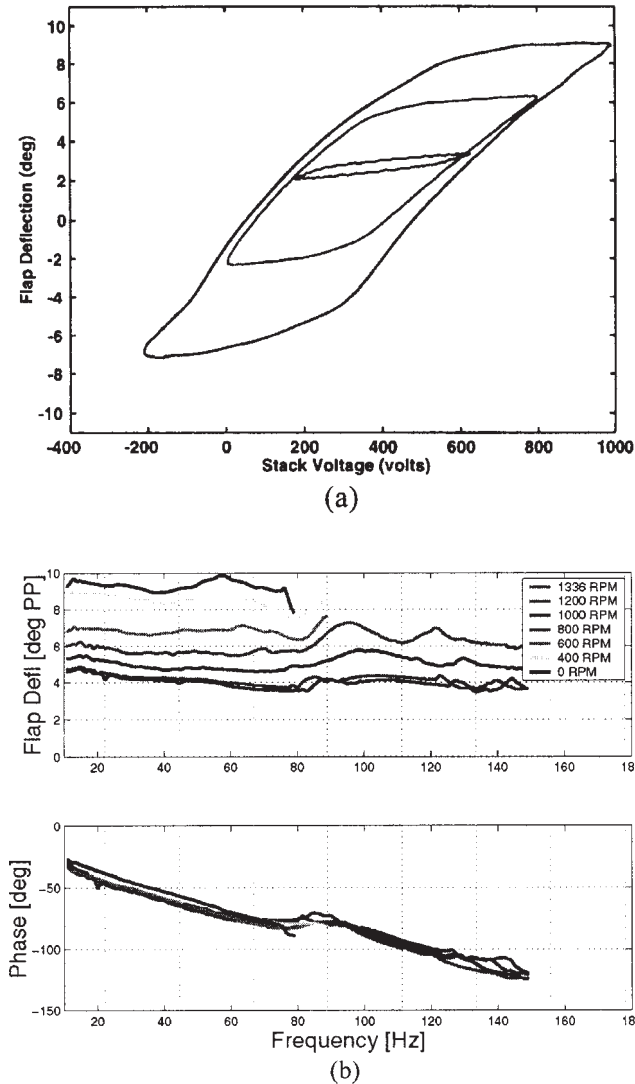 10
8
6
4
2
0
-2
-4
-6
-8
-10
Flap Deflection (deg)
-400 -200 0 200 400 600 800 1000
Stack Voltage (volts)
(a)
10
8
6
4
2
0
Flap Defl [deg PP]
1336 RPM
1200 RPM
1000 RPM
800 RPM
600 RPM
400 RPM
0 RPM
20 40 60 80 100 120 140 160 18
0
-50
-100
-150
Phase [deg]
20 40 60 80 100 120 140 160 18
Frequency [Hz]
(b)